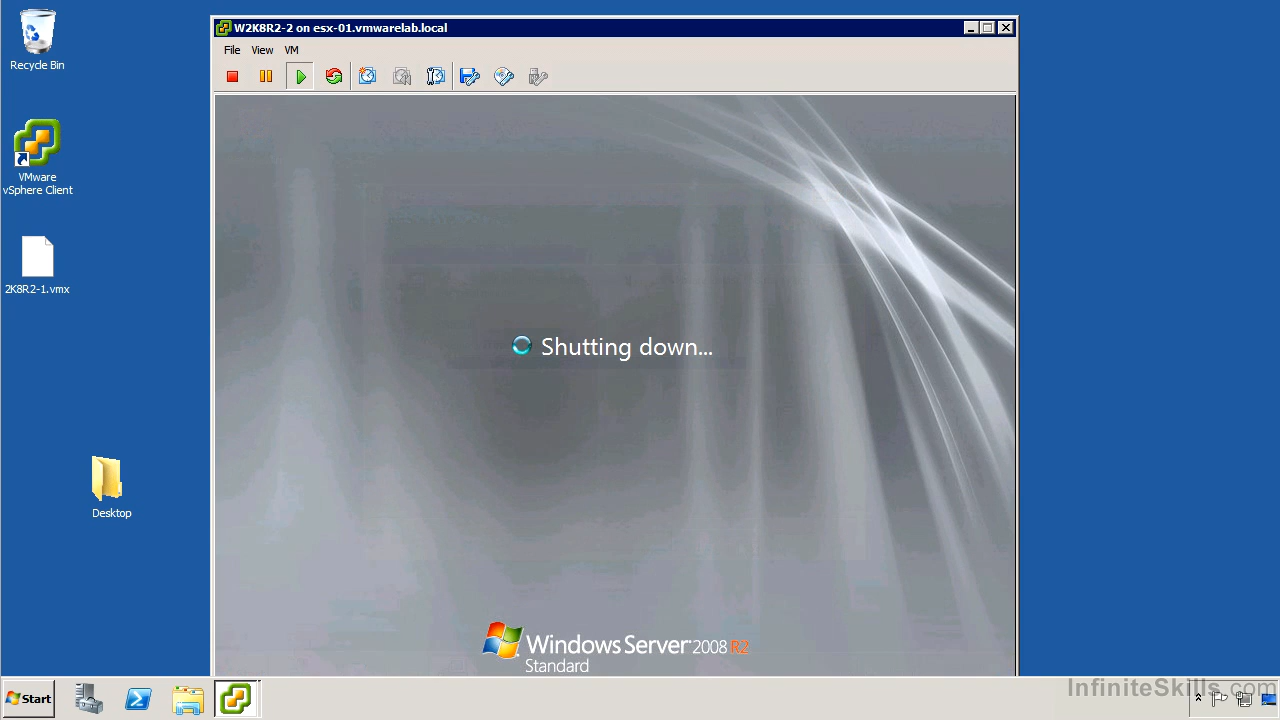 Recycle Bin
VMware
vSphere Client
2K8R2-1.vmx
Desktop
W2K8R2-2 on esx-01.vmwarelab.local
File View VM
Shutting down...
Windows Server 2008 R2
Standard
Start
InfiniteSkills.com